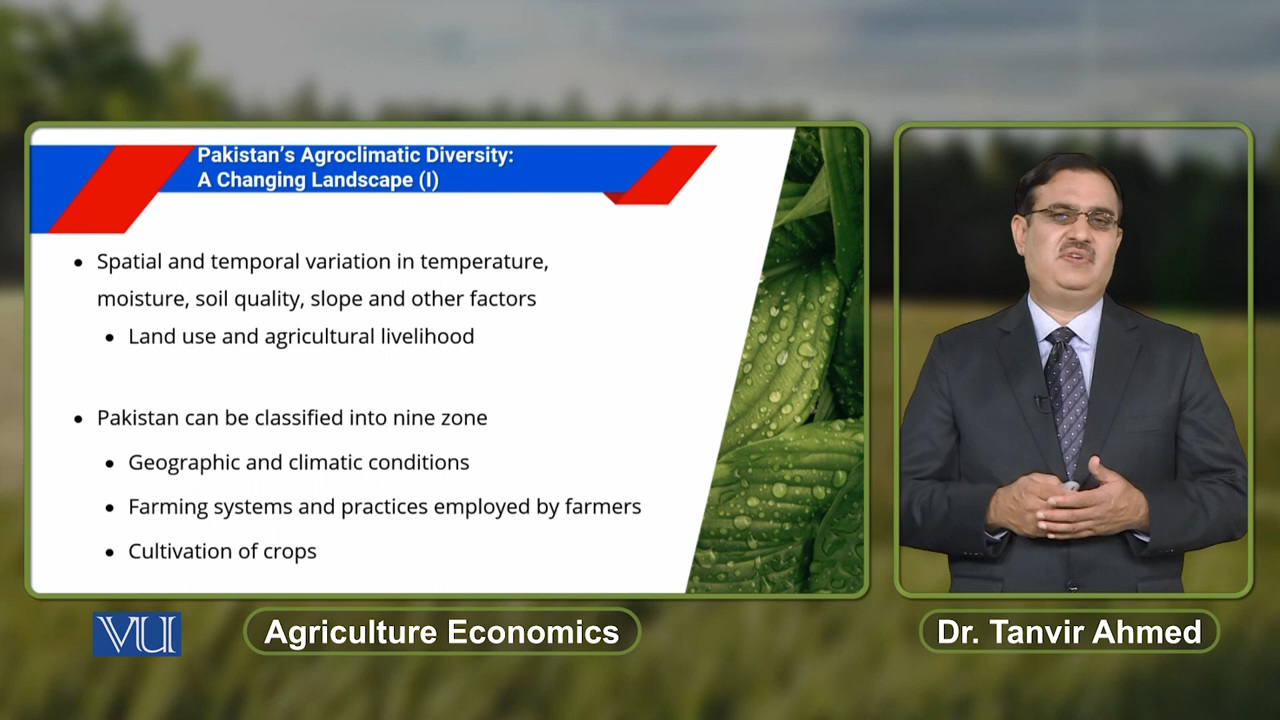 Pakistan's Agroclimatic Diversity:
A Changing Landscape (I)
• Spatial and temporal variation in temperature,
moisture, soil quality, slope and other factors
• Land use and agricultural livelihood
• Pakistan can be classified into nine zone
• Geographic and climatic conditions
• Farming systems and practices employed by farmers
• Cultivation of crops
VU
Agriculture Economics
Dr. Tanvir Ahmed